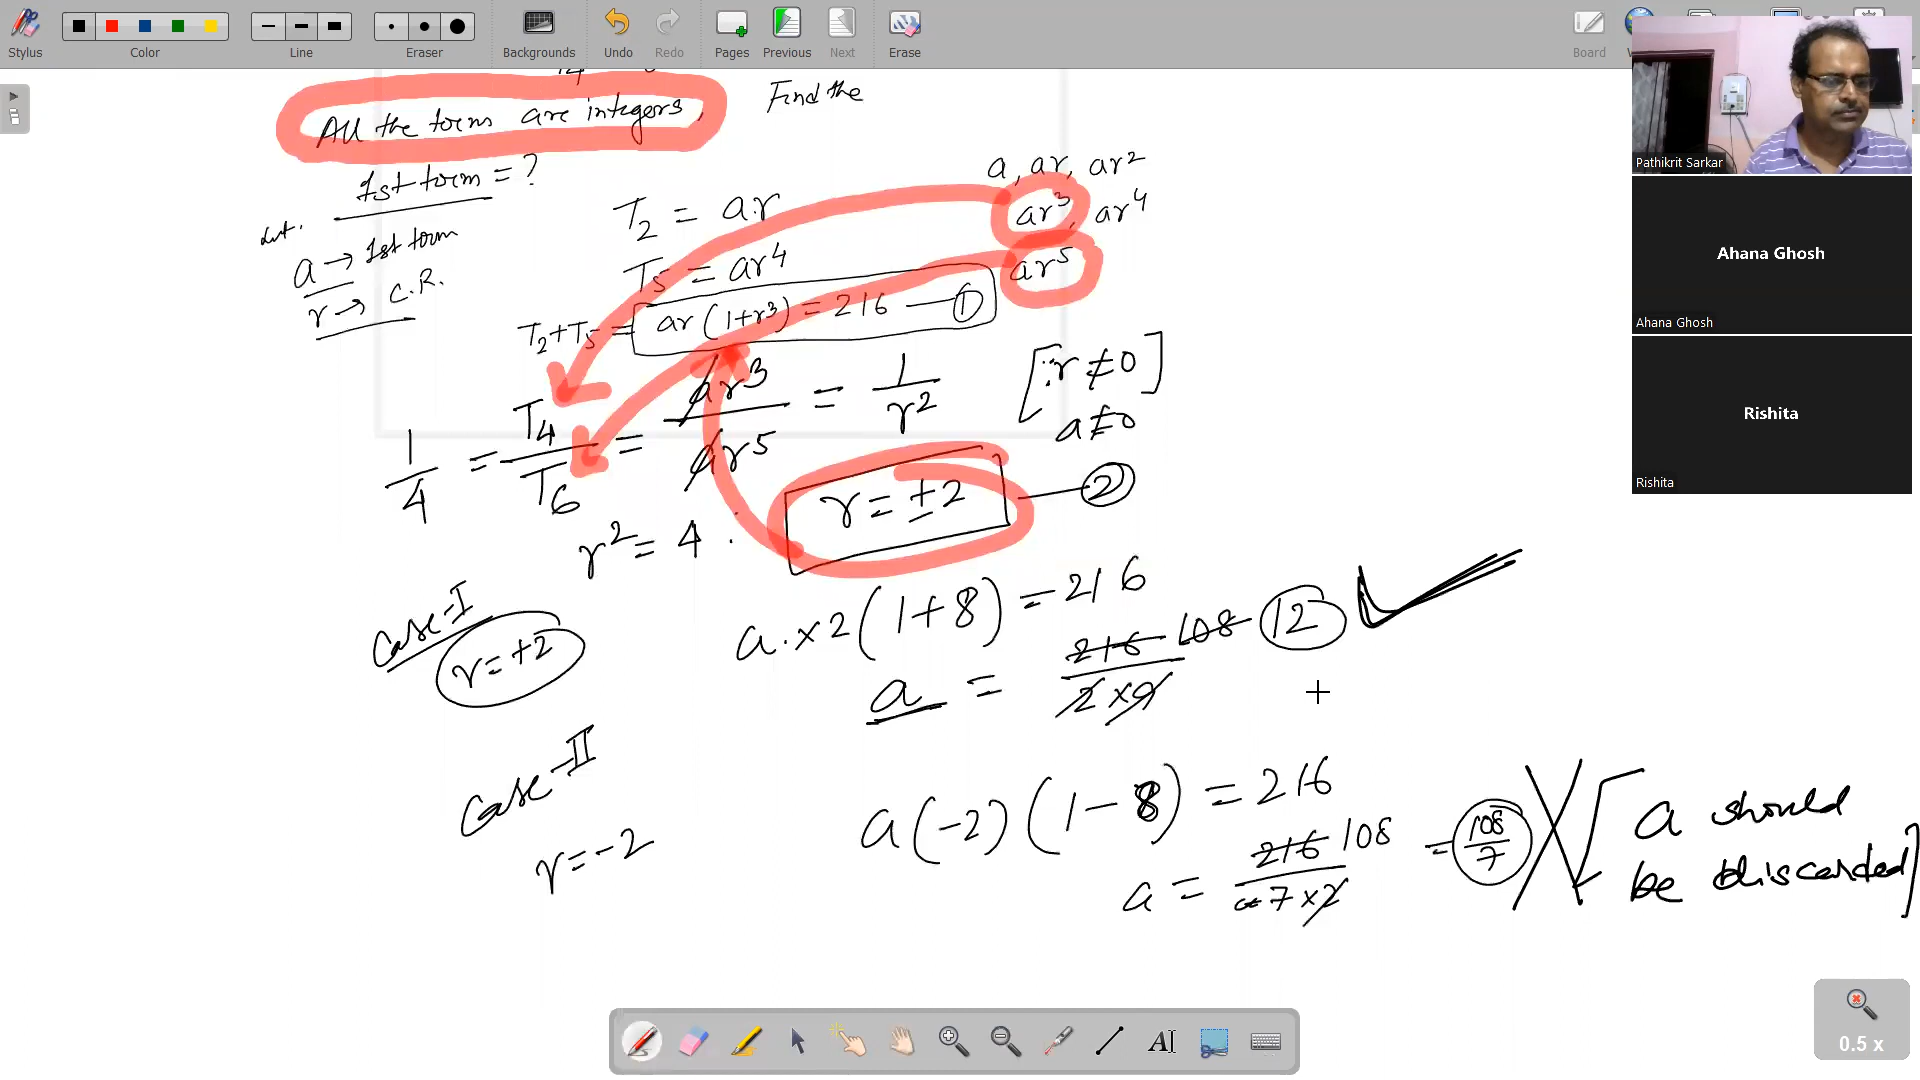 Stylus
Color
Line
Eraser
Backgrounds
Undo
Redo
Pages
Previous
Next
Erase
Board
All the terms are integers, Find the
1st term = ?
Let.
a → 1st term
r → C.R.
a, ar, ar²
ar³, ar⁴
ar⁵
T₂ = a.r
T₅ = ar⁴
T₂+T₅ = ar(1+r³) = 216 — ①
1/4 = T₄/T₆ = ar³/ar⁵ = 1/r² [∵ r ≠ 0
a ≠ 0]
r² = 4 ∴ r = ±2 — ②
Case-I
r = +2
a.×2(1+8) = 216
a = 216/2×9 108 12
Case-II
r = -2
a(-2)(1-8) = 216
a = 216/-7×2 108 = 108/7 [a should
be discarded]
Pathikrit Sarkar
Ahana Ghosh
Ahana Ghosh
Rishita
Rishita
AI
0.5 x